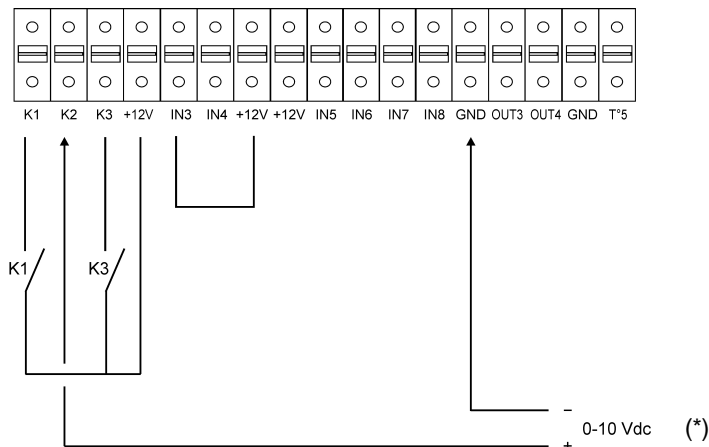 K1 K2 K3 +12V IN3 IN4 +12V +12V IN5 IN6 IN7 IN8 GND OUT3 OUT4 GND T°5
K1 K3
−
0-10 Vdc (*)
+